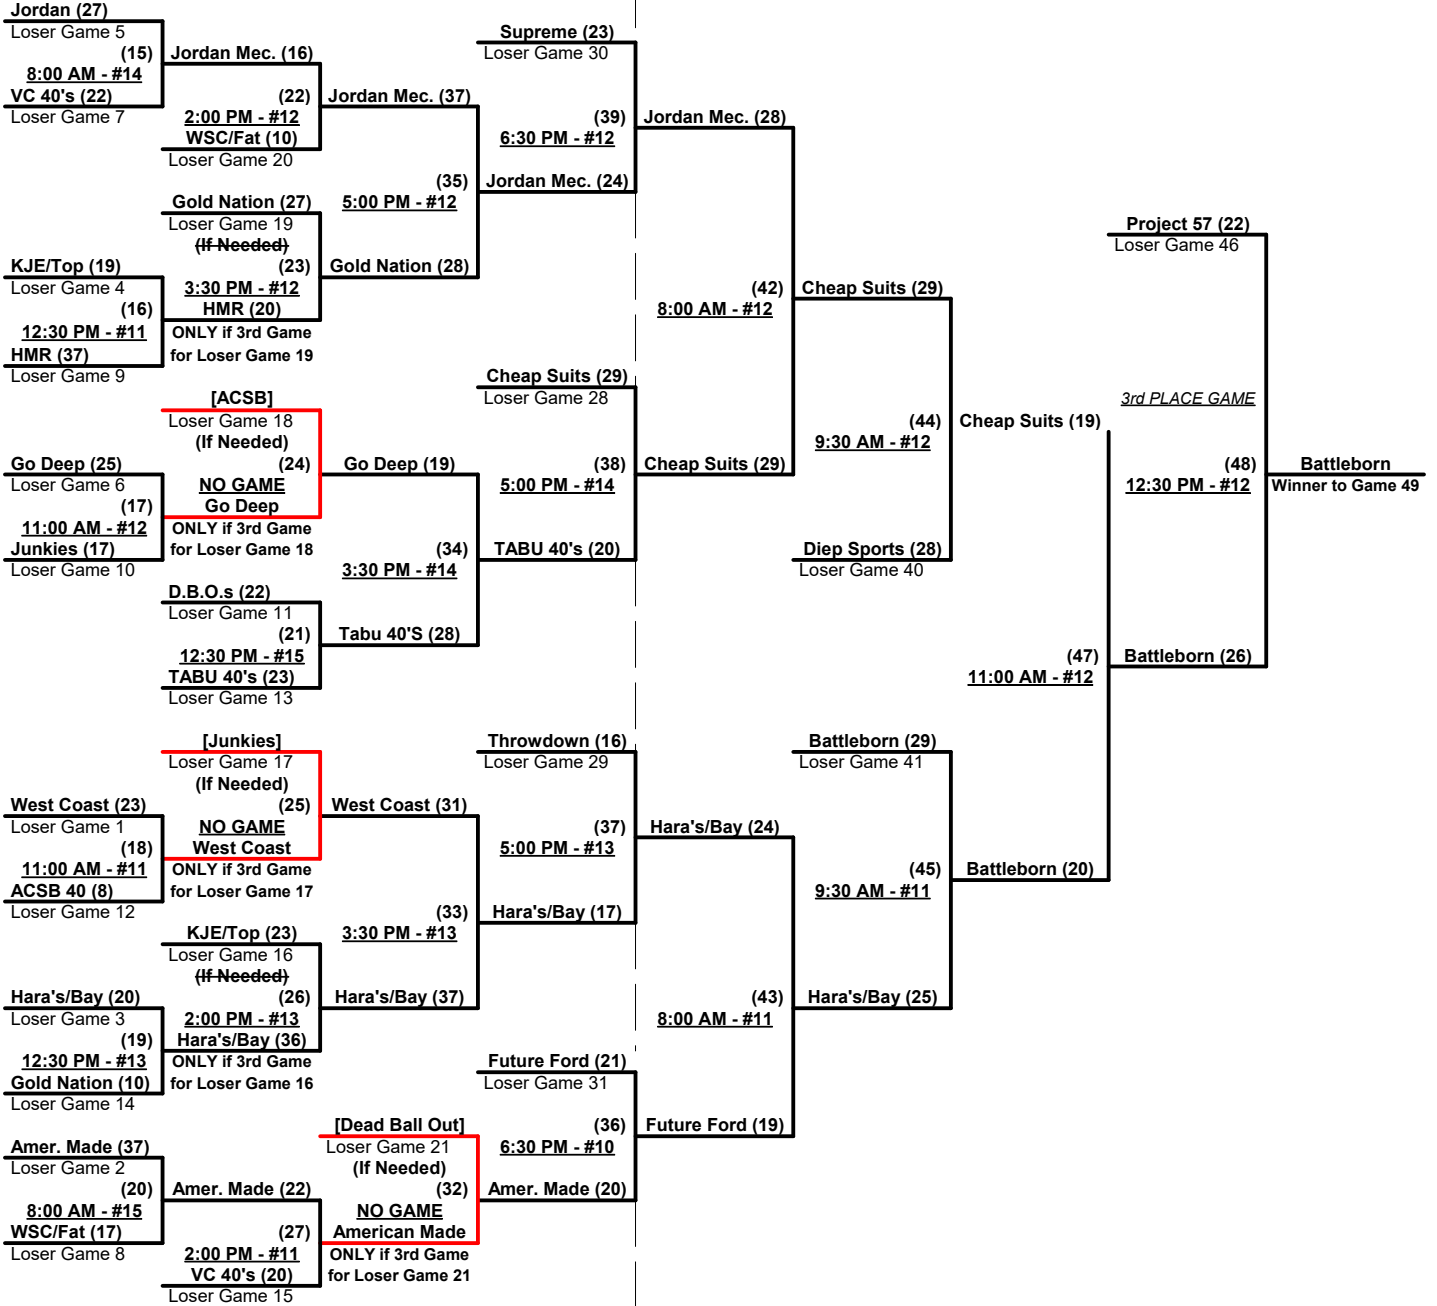 Jordan (27)
Loser Game 5
(15)
8:00 AM - #14
VC 40's (22)
Loser Game 7
Jordan Mec. (16)
(22)
2:00 PM - #12
WSC/Fat (10)
Loser Game 20
Jordan Mec. (37)
Gold Nation (27)
Loser Game 19
(If Needed)
(23)
3:30 PM - #12
HMR (20)
ONLY if 3rd Game
for Loser Game 19
KJE/Top (19)
Loser Game 4
(16)
12:30 PM - #11
HMR (37)
Loser Game 9
Gold Nation (28)
(35)
5:00 PM - #12
Jordan Mec. (24)
Supreme (23)
Loser Game 30
(39)
6:30 PM - #12
Jordan Mec. (28)
[ACSB]
Loser Game 18
(If Needed)
(24)
NO GAME
Go Deep
ONLY if 3rd Game
for Loser Game 18
Go Deep (25)
Loser Game 6
(17)
11:00 AM - #12
Junkies (17)
Loser Game 10
Go Deep (19)
D.B.O.s (22)
Loser Game 11
(21)
12:30 PM - #15
TABU 40's (23)
Loser Game 13
Tabu 40'S (28)
(34)
3:30 PM - #14
TABU 40's (20)
Cheap Suits (29)
Loser Game 28
(38)
5:00 PM - #14
Cheap Suits (29)
(42)
8:00 AM - #12
Cheap Suits (29)
(44)
9:30 AM - #12
Diep Sports (28)
Loser Game 40
Cheap Suits (19)
[Junkies]
Loser Game 17
(If Needed)
(25)
NO GAME
West Coast
ONLY if 3rd Game
for Loser Game 17
West Coast (23)
Loser Game 1
(18)
11:00 AM - #11
ACSB 40 (8)
Loser Game 12
West Coast (31)
KJE/Top (23)
Loser Game 16
(If Needed)
(26)
2:00 PM - #13
Hara's/Bay (36)
ONLY if 3rd Game
for Loser Game 16
Hara's/Bay (20)
Loser Game 3
(19)
12:30 PM - #13
Gold Nation (10)
Loser Game 14
Hara's/Bay (37)
(33)
3:30 PM - #13
Hara's/Bay (17)
Throwdown (16)
Loser Game 29
(37)
5:00 PM - #13
Hara's/Bay (24)
Amer. Made (37)
Loser Game 2
(20)
8:00 AM - #15
WSC/Fat (17)
Loser Game 8
Amer. Made (22)
(27)
2:00 PM - #11
VC 40's (20)
Loser Game 15
[Dead Ball Out]
Loser Game 21
(If Needed)
(32)
NO GAME
American Made
ONLY if 3rd Game
for Loser Game 21
Amer. Made (20)
Future Ford (21)
Loser Game 31
(36)
6:30 PM - #10
Future Ford (19)
(43)
8:00 AM - #11
Hara's/Bay (25)
Battleborn (29)
Loser Game 41
(45)
9:30 AM - #11
Battleborn (20)
(47)
11:00 AM - #12
Battleborn (26)
Project 57 (22)
Loser Game 46
3rd PLACE GAME
(48)
12:30 PM - #12
Battleborn
Winner to Game 49